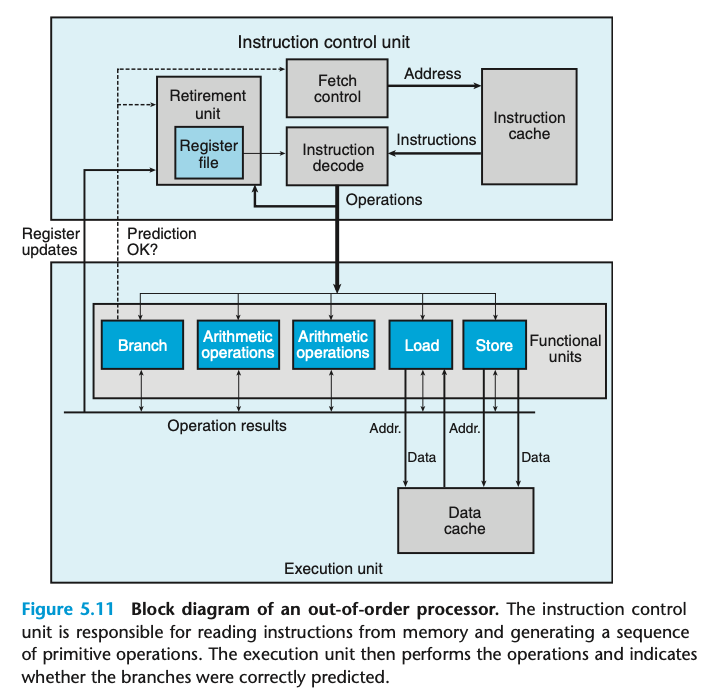 Instruction control unit
Fetch
control
Address
Retirement
unit
Instruction
cache
Register
file
Instruction
decode
Instructions
Operations
Register
updates
Prediction
OK?
Branch
Arithmetic
operations
Arithmetic
operations
Load
Store
Functional
units
Operation results
Addr.
Addr.
Data
Data
Data
cache
Execution unit
Figure 5.11 Block diagram of an out-of-order processor. The instruction control
unit is responsible for reading instructions from memory and generating a sequence
of primitive operations. The execution unit then performs the operations and indicates
whether the branches were correctly predicted.